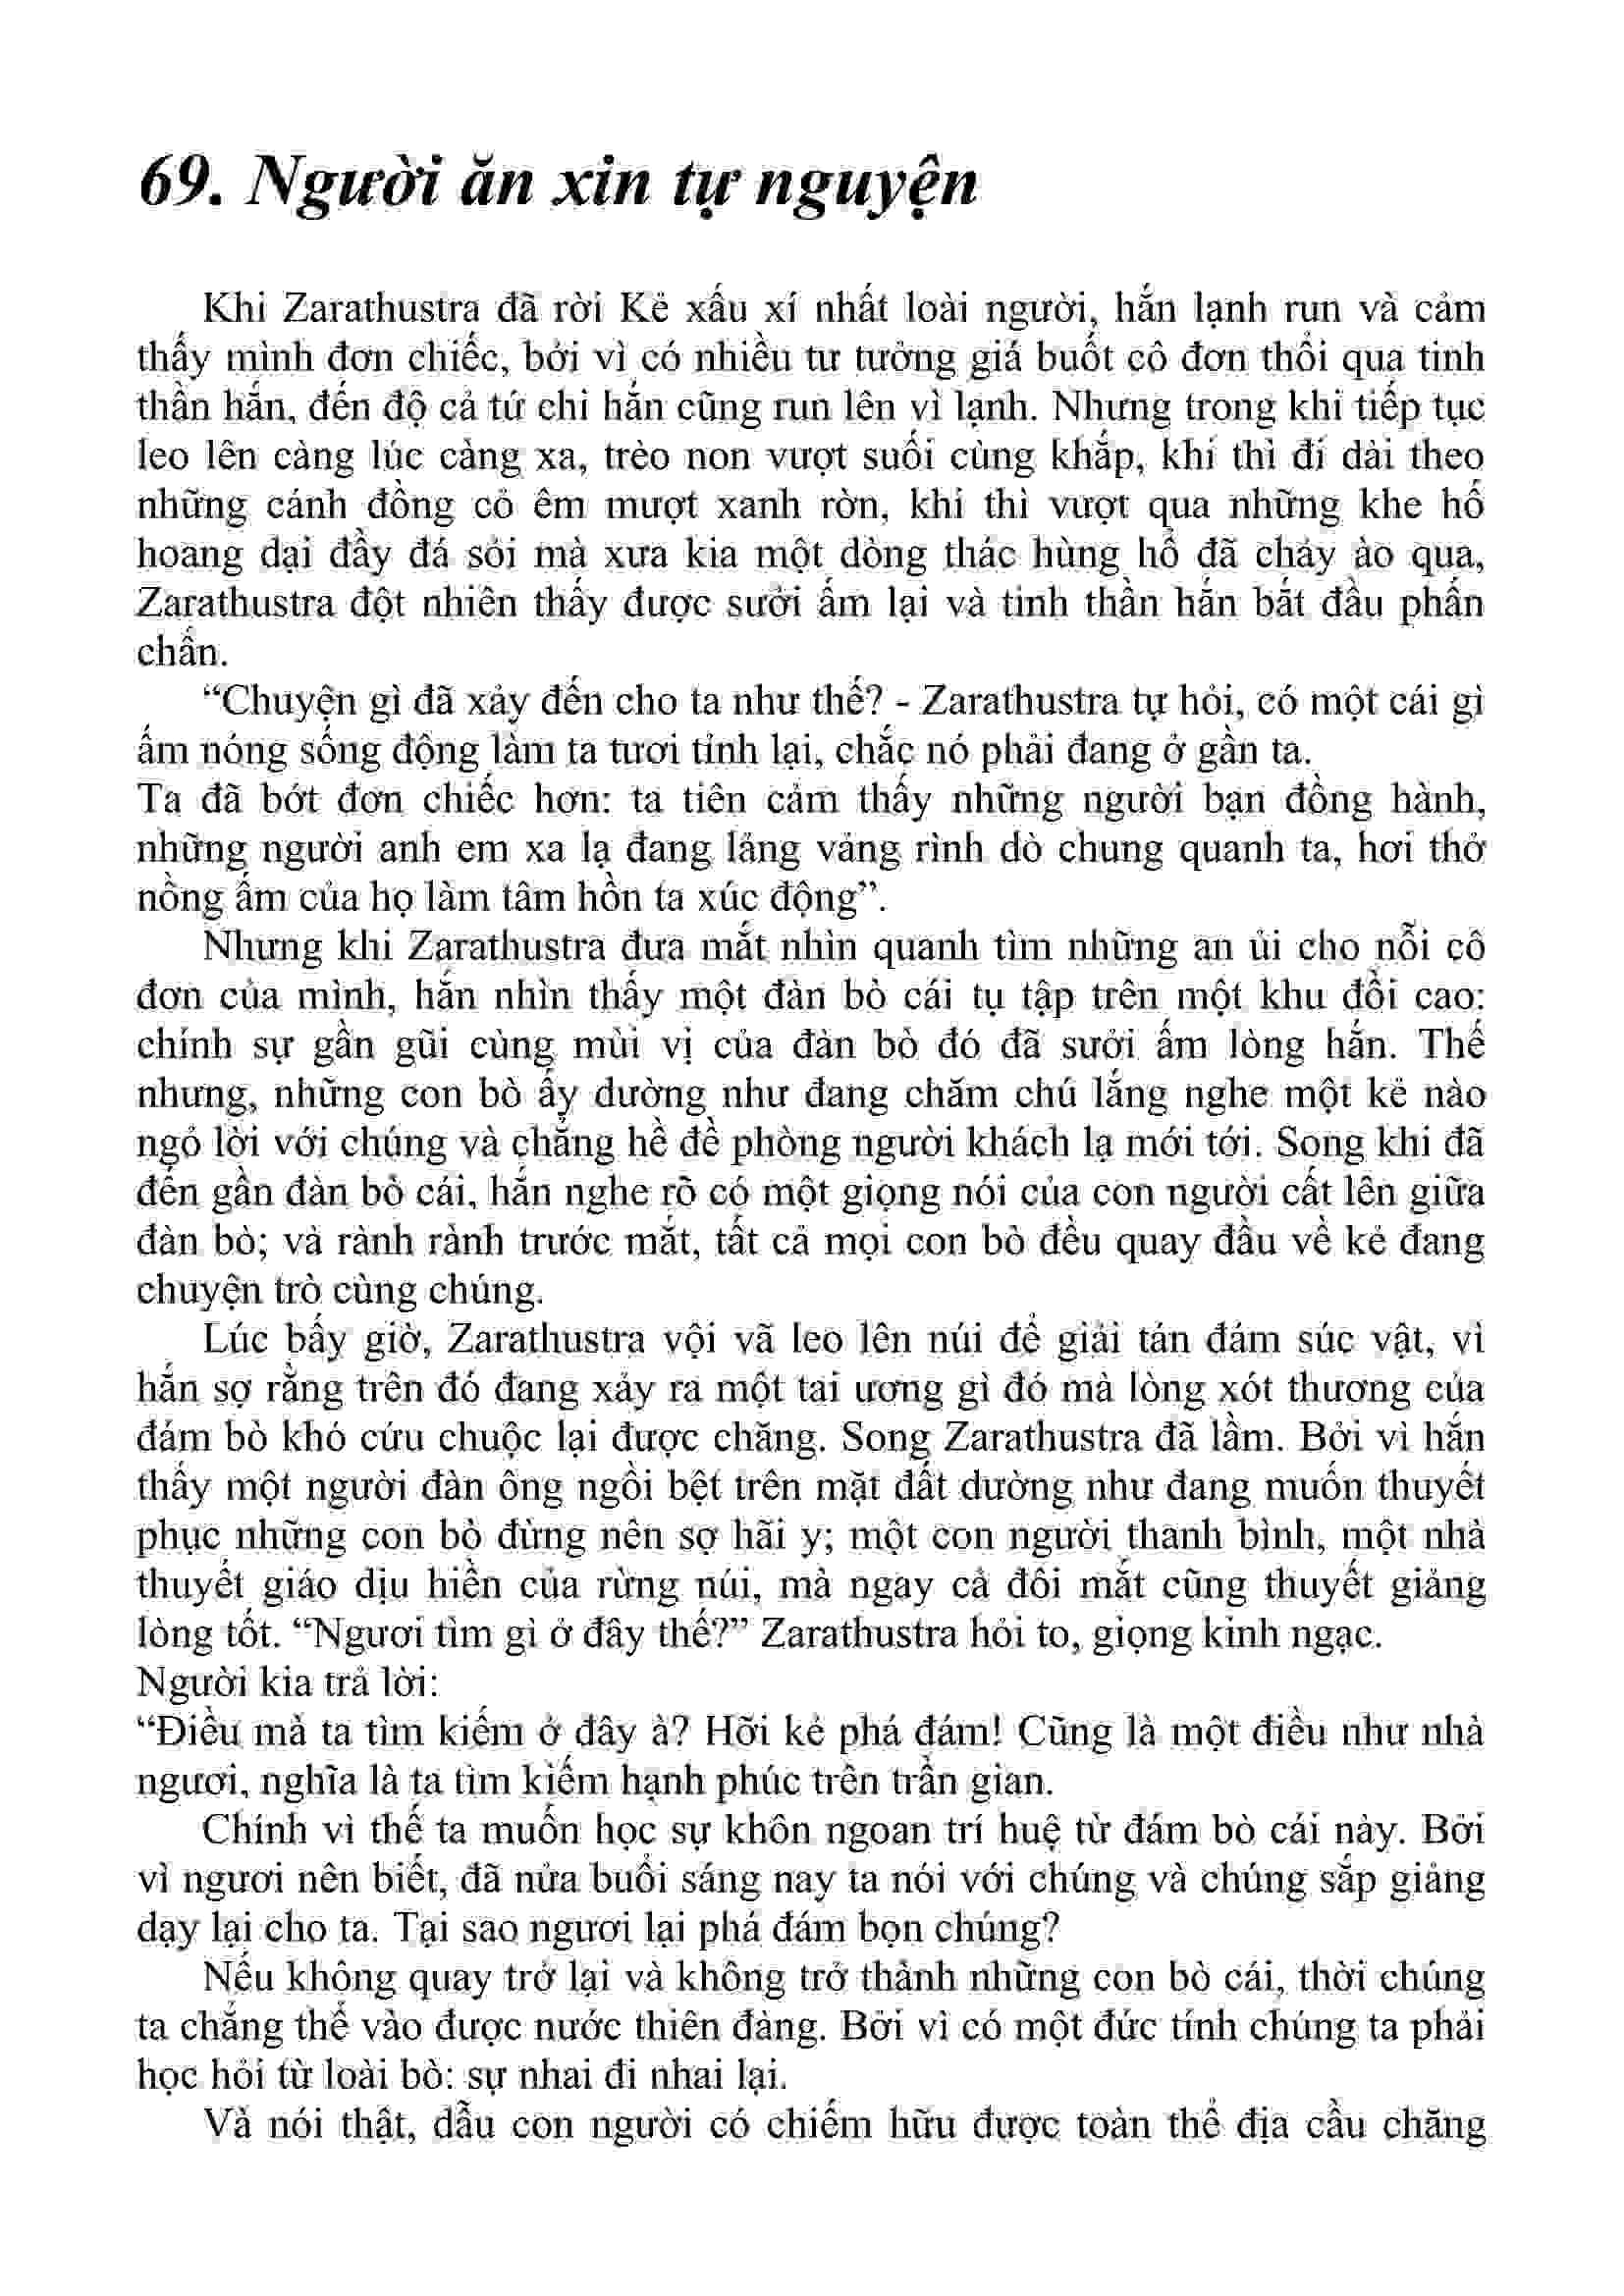 69. Người ăn xin tự nguyện
Khi Zarathustra đã rời Kẻ xấu xí nhất loài người, hắn lạnh run và cảm
thấy mình đơn chiếc, bởi vì có nhiều tư tưởng giá buốt cô đơn thổi qua tinh
thần hắn, đến độ cả tứ chi hắn cũng run lên vì lạnh. Nhưng trong khi tiếp tục
leo lên càng lúc càng xa, trèo non vượt suối cùng khắp, khi thì đi dài theo
những cánh đồng cỏ êm mượt xanh rờn, khi thì vượt qua những khe hố
hoang dại đầy đá sỏi mà xưa kia một dòng thác hùng hổ đã chảy ào qua,
Zarathustra đột nhiên thấy được sưởi ấm lại và tinh thần hắn bắt đầu phấn
chấn.
“Chuyện gì đã xảy đến cho ta như thế? - Zarathustra tự hỏi, có một cái gì
ấm nóng sống động làm ta tươi tỉnh lại, chắc nó phải đang ở gần ta.
Ta đã bớt đơn chiếc hơn: ta tiên cảm thấy những người bạn đồng hành,
những người anh em xa lạ đang lảng vảng rình dò chung quanh ta, hơi thở
nồng ấm của họ làm tâm hồn ta xúc động”.
Nhưng khi Zarathustra đưa mắt nhìn quanh tìm những an ủi cho nỗi cô
đơn của mình, hắn nhìn thấy một đàn bò cái tụ tập trên một khu đồi cao;
chính sự gần gũi cùng mùi vị của đàn bò đó đã sưởi ấm lòng hắn. Thế
nhưng, những con bò ấy dường như đang chăm chú lắng nghe một kẻ nào
ngỏ lời với chúng và chẳng hề đề phòng người khách lạ mới tới. Song khi đã
đến gần đàn bò cái, hắn nghe rõ có một giọng nói của con người cất lên giữa
đàn bò; và rành rành trước mắt, tất cả mọi con bò đều quay đầu về kẻ đang
chuyện trò cùng chúng.
Lúc bấy giờ, Zarathustra vội vã leo lên núi để giải tán đám súc vật, vì
hắn sợ rằng trên đó đang xảy ra một tai ương gì đó mà lòng xót thương của
đám bò khó cứu chuộc lại được chăng. Song Zarathustra đã lầm. Bởi vì hắn
thấy một người đàn ông ngồi bệt trên mặt đất dường như đang muốn thuyết
phục những con bò đừng nên sợ hãi y; một con người thanh bình, một nhà
thuyết giáo dịu hiền của rừng núi, mà ngay cả đôi mắt cũng thuyết giảng
lòng tốt. “Ngươi tìm gì ở đây thế?” Zarathustra hỏi to, giọng kinh ngạc.
Người kia trả lời:
“Điều mà ta tìm kiếm ở đây à? Hỡi kẻ phá đám! Cũng là một điều như nhà
ngươi, nghĩa là ta tìm kiếm hạnh phúc trên trần gian.
Chính vì thế ta muốn học sự khôn ngoan trí huệ từ đám bò cái này. Bởi
vì ngươi nên biết, đã nửa buổi sáng nay ta nói với chúng và chúng sắp giảng
dạy lại cho ta. Tại sao ngươi lại phá đám bọn chúng?
Nếu không quay trở lại và không trở thành những con bò cái, thời chúng
ta chẳng thể vào được nước thiên đàng. Bởi vì có một đức tính chúng ta phải
học hỏi từ loài bò: sự nhai đi nhai lại.
Và nói thật, dẫu con người có chiếm hữu được toàn thể địa cầu chăng